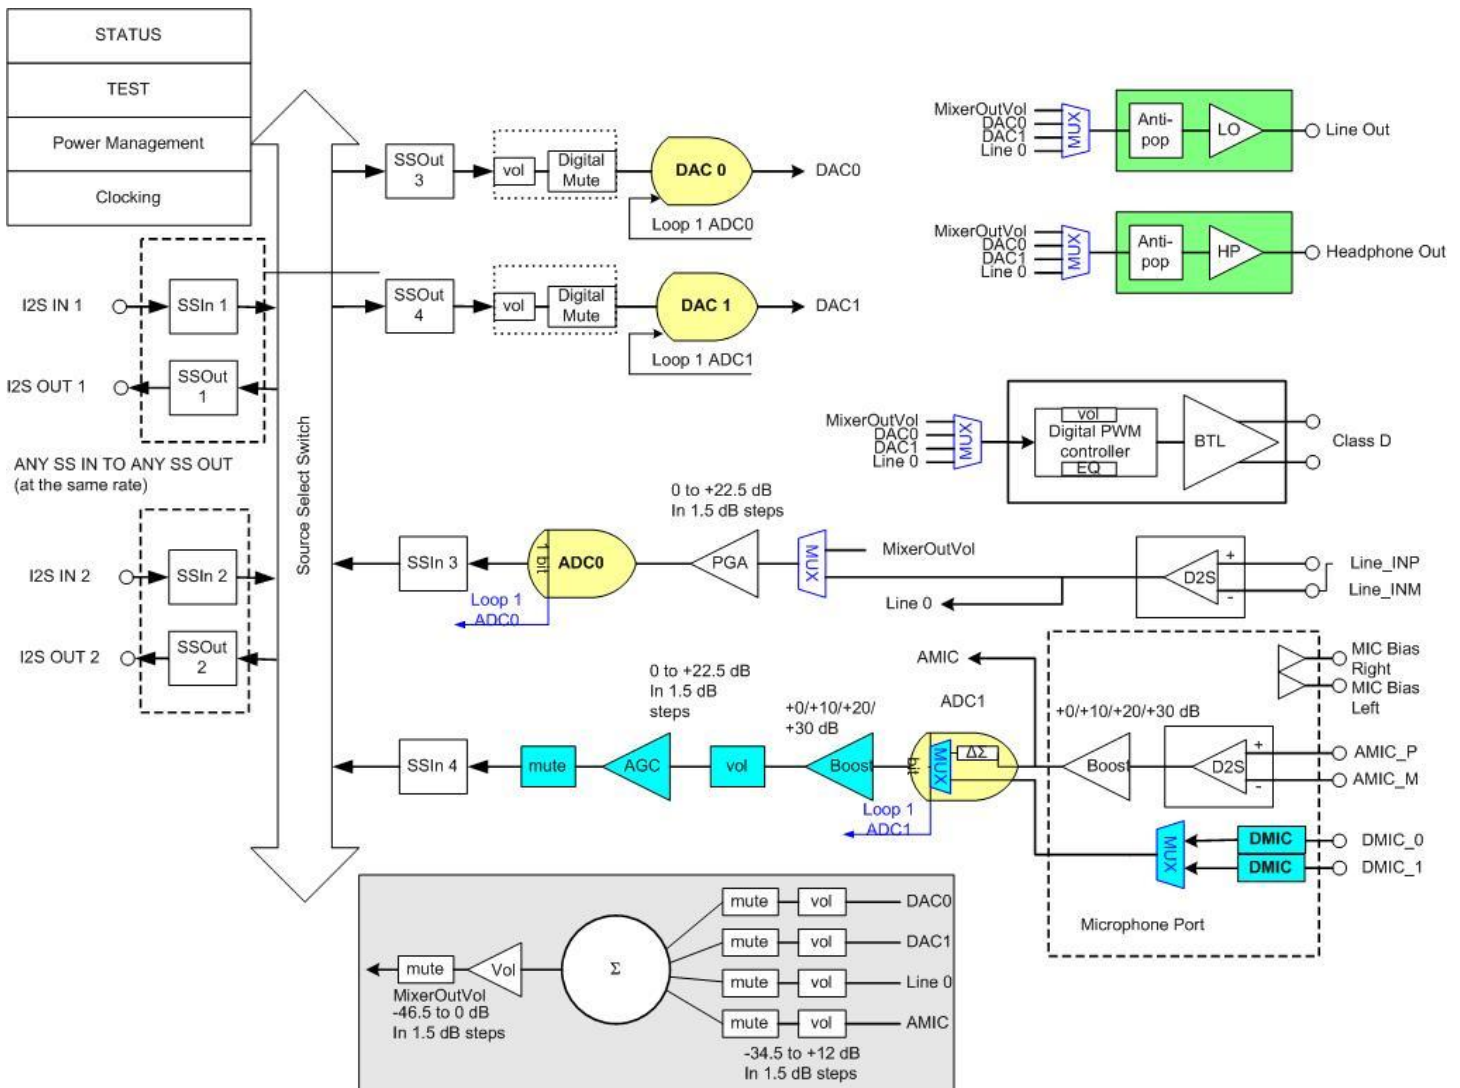 STATUS
TEST
Power Management
Clocking
I2S IN 1
SSIn 1
I2S OUT 1
SSOut
1
ANY SS IN TO ANY SS OUT
(at the same rate)
I2S IN 2
SSIn 2
I2S OUT 2
SSOut
2
Source Select Switch
SSOut
3
vol
Digital
Mute
DAC 0
DAC0
Loop 1 ADC0
SSOut
4
vol
Digital
Mute
DAC 1
DAC1
Loop 1 ADC1
MixerOutVol
DAC0
DAC1
Line 0
MUX
Anti-
pop
LO
Line Out
MixerOutVol
DAC0
DAC1
Line 0
MUX
Anti-
pop
HP
Headphone Out
MixerOutVol
DAC0
DAC1
Line 0
MUX
vol
Digital PWM
controller
EQ
BTL
Class D
SSIn 3
1 bit
ADC0
Loop 1
ADC0
0 to +22.5 dB
In 1.5 dB steps
PGA
MUX
MixerOutVol
Line 0
D2S
+
-
Line_INP
Line_INM
SSIn 4
mute
0 to +22.5 dB
In 1.5 dB
steps
AGC
vol
+0/+10/+20/
+30 dB
Boost
AMIC
ADC1
bit
MUX
ΔΣ
Loop 1
ADC1
+0/+10/+20/+30 dB
Boost
D2S
+
-
MIC Bias
Right
MIC Bias
Left
AMIC_P
AMIC_M
MUX
DMIC
DMIC
DMIC_0
DMIC_1
Microphone Port
mute
vol
DAC0
mute
vol
DAC1
mute
vol
Line 0
mute
vol
AMIC
-34.5 to +12 dB
In 1.5 dB steps
Σ
Vol
mute
MixerOutVol
-46.5 to 0 dB
In 1.5 dB steps